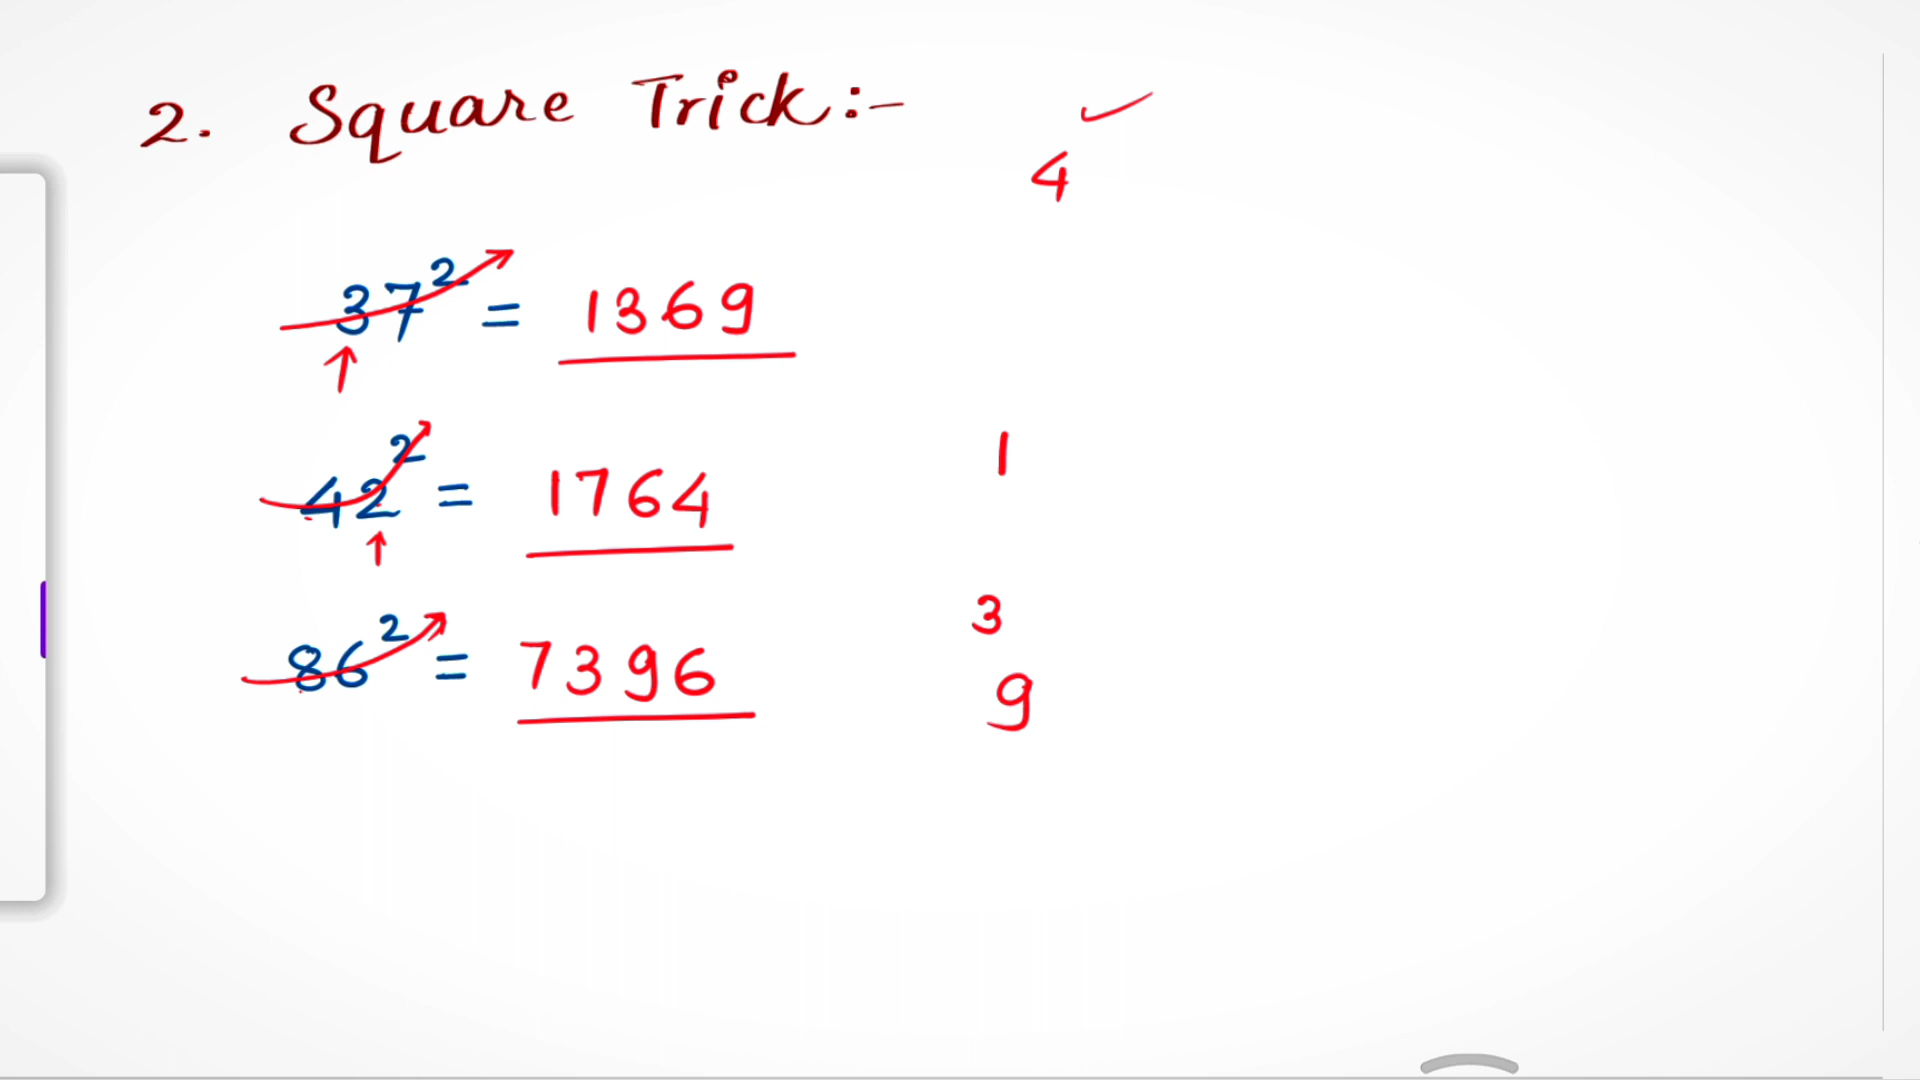 2. Square Trick:-
4
37² = 1369
42² = 1764
1
86² = 7396
3
9